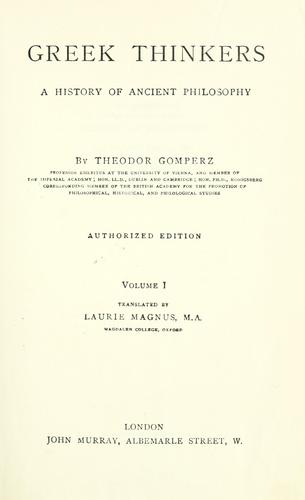 GREEK THINKERS
A HISTORY OF ANCIENT PHILOSOPHY
BY THEODOR GOMPERZ
PROFESSOR EMERITUS AT THE UNIVERSITY OF VIENNA, AND MEMBER OF
THE IMPERIAL ACADEMY; HON. LL.D., DUBLIN AND CAMBRIDGE; HON. PH.D., KÖNIGSBERG
CORRESPONDING MEMBER OF THE BRITISH ACADEMY FOR THE PROMOTION OF
PHILOSOPHICAL, HISTORICAL, AND PHILOLOGICAL STUDIES
AUTHORIZED EDITION
VOLUME I
TRANSLATED BY
LAURIE MAGNUS, M.A.
MAGDALEN COLLEGE, OXFORD
LONDON
JOHN MURRAY, ALBEMARLE STREET, W.